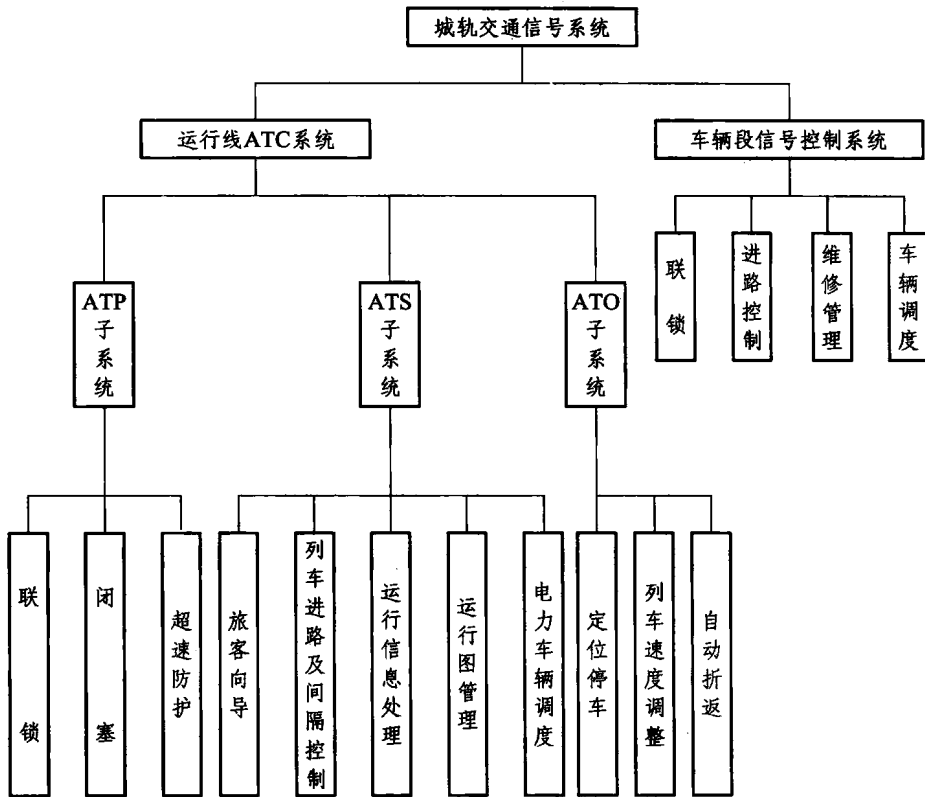 城轨交通信号系统
运行线ATC系统
车辆段信号控制系统
联锁
进路控制
维修管理
车辆调度
ATP子系统
ATS子系统
ATO子系统
联锁
闭塞
超速防护
旅客向导
列车进路及间隔控制
运行信息处理
运行图管理
电力车辆调度
定位停车
列车速度调整
自动折返